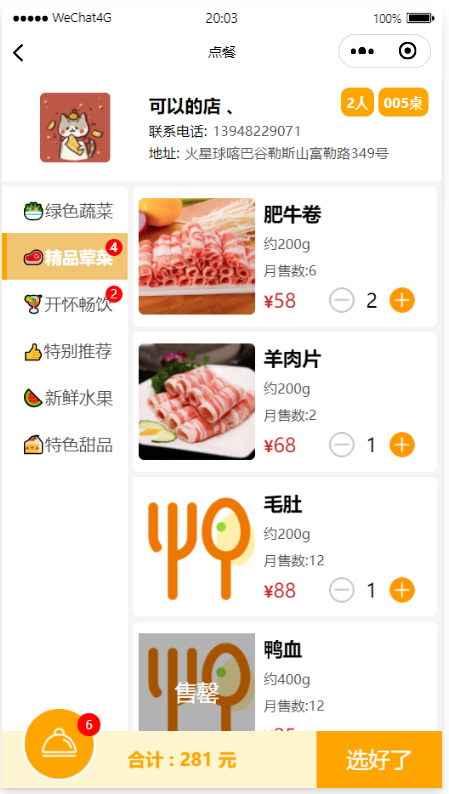 WeChat4G
20:03
100%
点餐
可以的店 、
2人
005桌
联系电话: 13948229071
地址: 火星球喀巴谷勒斯山富勒路349号
绿色蔬菜
精品荤菜
4
开怀畅饮
2
特别推荐
新鲜水果
特色甜品
肥牛卷
约200g
月售数:6
¥58
2
羊肉片
约200g
月售数:2
¥68
1
毛肚
约200g
月售数:12
¥88
1
鸭血
约400g
月售数:12
售罄
6
合计 : 281 元
选好了